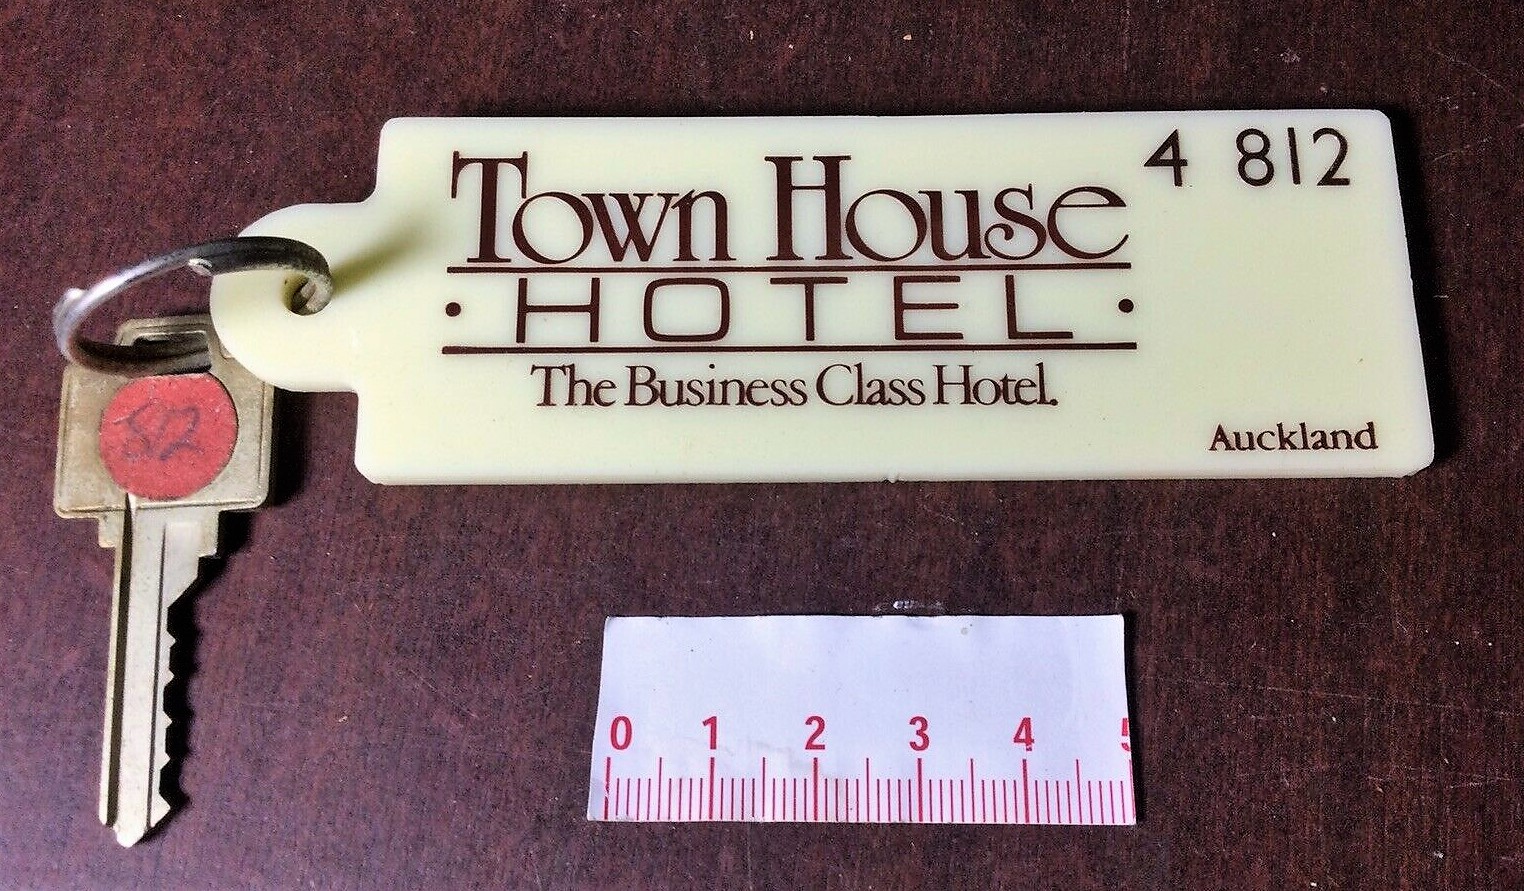 Town House
4 812
· HOTEL ·
The Business Class Hotel.
Auckland
812
0 1 2 3 4 5